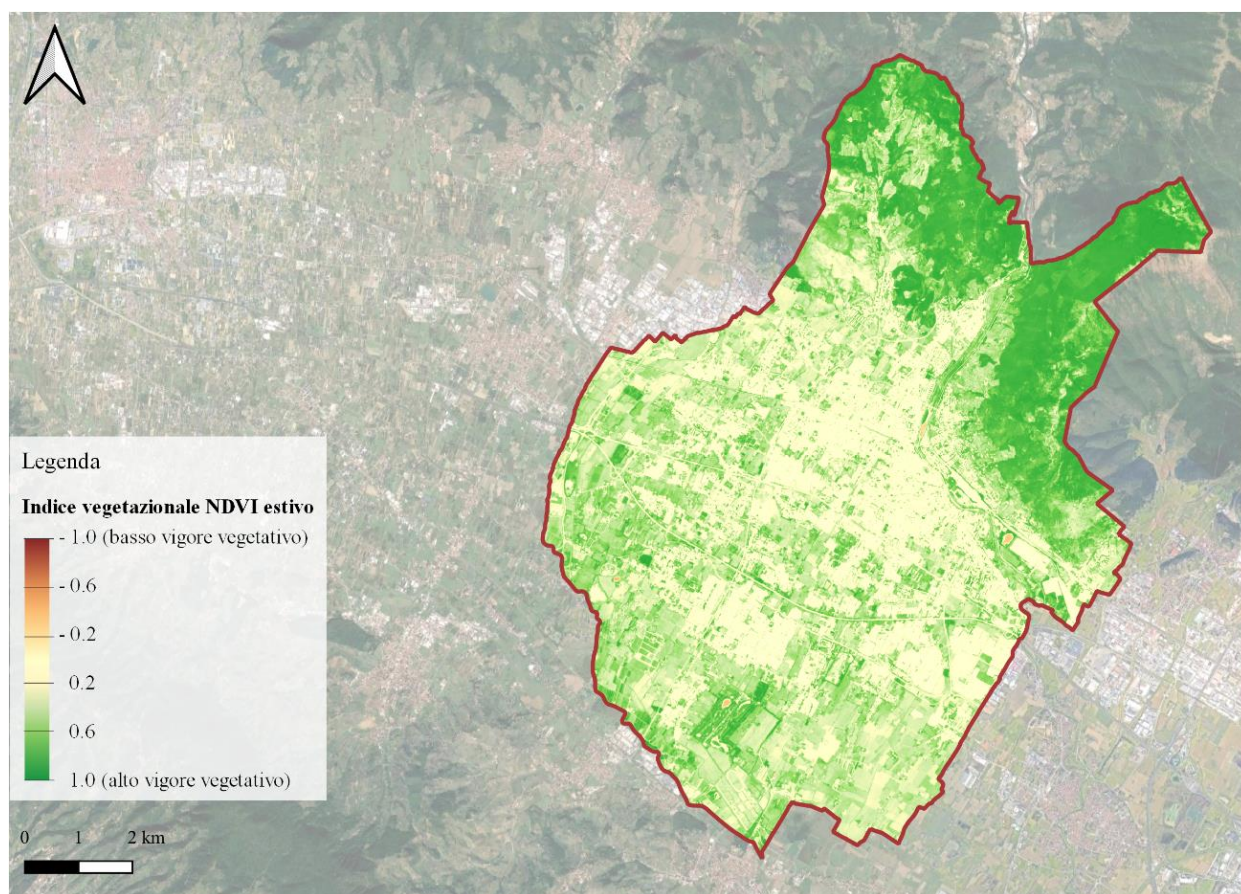 Legenda
Indice vegetazionale NDVI estivo
- 1.0 (basso vigore vegetativo)
- 0.6
- 0.2
0.2
0.6
1.0 (alto vigore vegetativo)
0 1 2 km